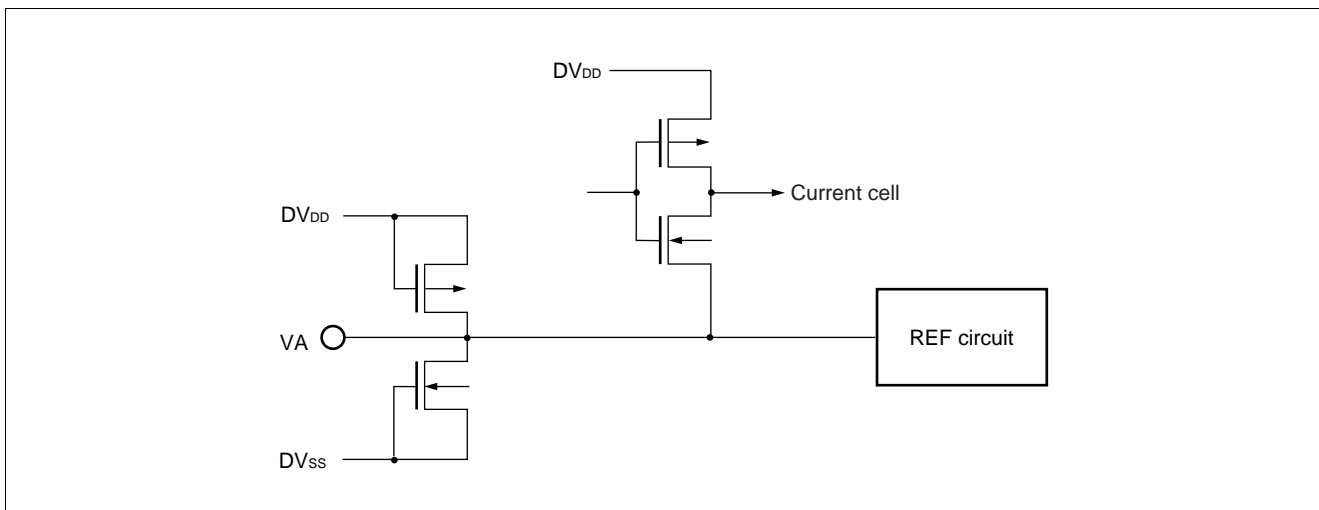 DVDD
Current cell
DVDD
VA
REF circuit
DVSS